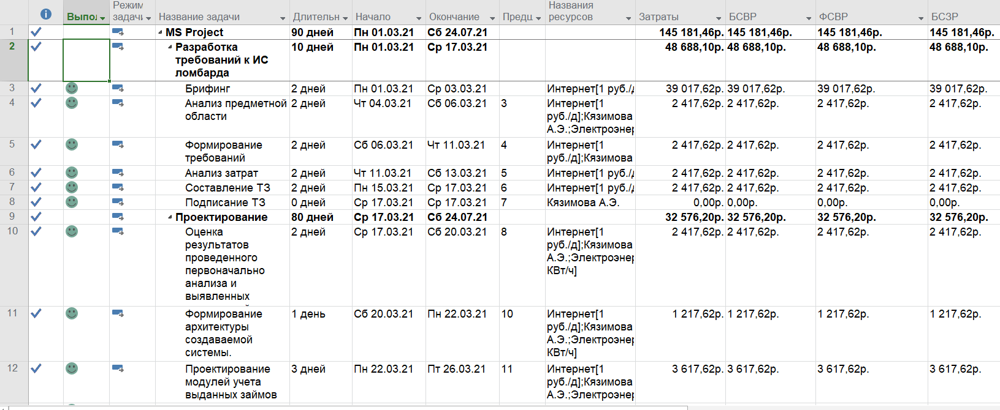 Выпол Режим задачи Название задачи Длительн Начало Окончание Предш Названия ресурсов Затраты БСВР ФСВР БСЗР
1 MS Project 90 дней Пн 01.03.21 Сб 24.07.21 145 181,46р. 145 181,46р. 145 181,46р. 145 181,46р.
2 Разработка 10 дней Пн 01.03.21 Ср 17.03.21 48 688,10р. 48 688,10р. 48 688,10р. 48 688,10р.
требований к ИС
ломбарда
3 Брифинг 2 дней Пн 01.03.21 Ср 03.03.21 Интернет[1 руб./д 39 017,62р. 39 017,62р. 39 017,62р. 39 017,62р.
4 Анализ предметной 2 дней Чт 04.03.21 Сб 06.03.21 3 Интернет[1 2 417,62р. 2 417,62р. 2 417,62р. 2 417,62р.
области руб./д];Кязимова
А.Э.;Электроэнер
5 Формирование 2 дней Сб 06.03.21 Чт 11.03.21 4 Интернет[1 2 417,62р. 2 417,62р. 2 417,62р. 2 417,62р.
требований руб./д];Кязимова
6 Анализ затрат 2 дней Чт 11.03.21 Сб 13.03.21 5 Интернет[1 руб./д 2 417,62р. 2 417,62р. 2 417,62р. 2 417,62р.
7 Составление ТЗ 2 дней Пн 15.03.21 Ср 17.03.21 6 Интернет[1 руб./д 2 417,62р. 2 417,62р. 2 417,62р. 2 417,62р.
8 Подписание ТЗ 0 дней Ср 17.03.21 Ср 17.03.21 7 Кязимова А.Э. 0,00р. 0,00р. 0,00р. 0,00р.
9 Проектирование 80 дней Ср 17.03.21 Сб 24.07.21 32 576,20р. 32 576,20р. 32 576,20р. 32 576,20р.
10 Оценка 2 дней Ср 17.03.21 Сб 20.03.21 8 Интернет[1 2 417,62р. 2 417,62р. 2 417,62р. 2 417,62р.
результатов руб./д];Кязимова
проведенного А.Э.;Электроэнер
первоначально КВт/ч]
анализа и
выявленных
11 Формирование 1 день Сб 20.03.21 Пн 22.03.21 10 Интернет[1 1 217,62р. 1 217,62р. 1 217,62р. 1 217,62р.
архитектуры руб./д];Кязимова
создаваемой А.Э.;Электроэнер
системы. КВт/ч]
12 Проектирование 3 дней Пн 22.03.21 Пт 26.03.21 11 Интернет[1 3 617,62р. 3 617,62р. 3 617,62р. 3 617,62р.
модулей учета руб./д];Кязимова
выданных займов А.Э.;Электроэнер